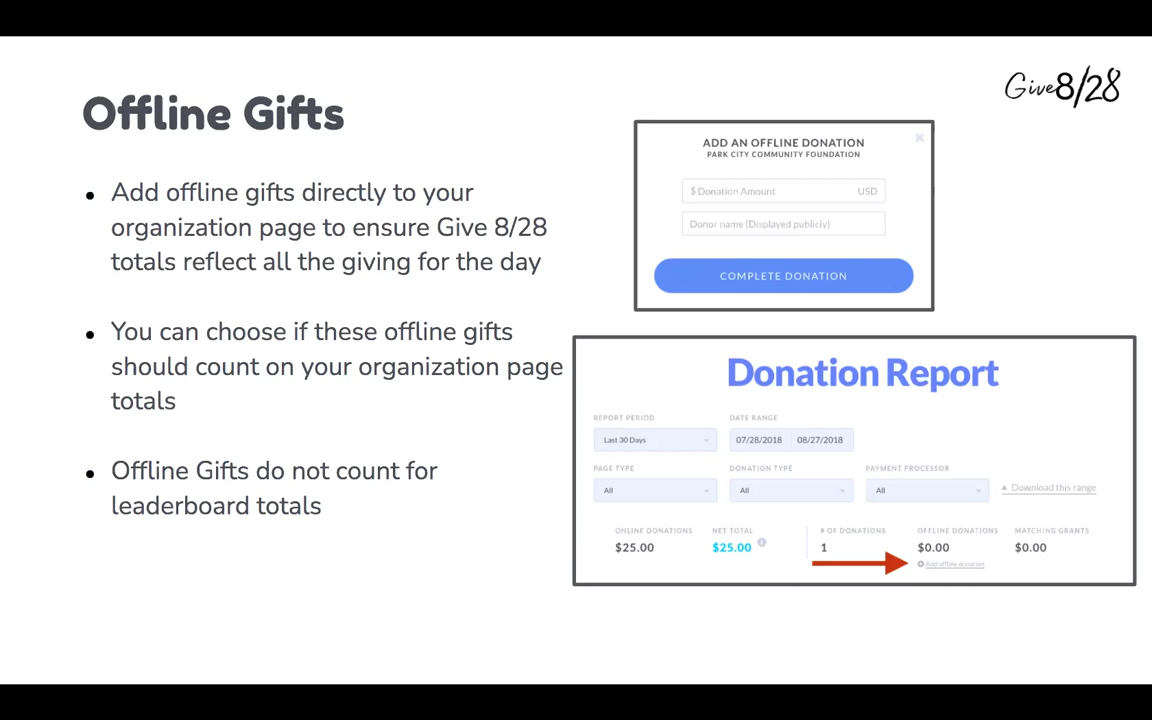 Offline Gifts
Give8/28
• Add offline gifts directly to your
organization page to ensure Give 8/28
totals reflect all the giving for the day
• You can choose if these offline gifts
should count on your organization page
totals
• Offline Gifts do not count for
leaderboard totals
ADD AN OFFLINE DONATION
PARK CITY COMMUNITY FOUNDATION
$ Donation Amount USD
Donor name (Displayed publicly)
COMPLETE DONATION
Donation Report
REPORT PERIOD DATE RANGE
Last 30 Days 07/28/2018 08/27/2018
PAGE TYPE DONATION TYPE PAYMENT PROCESSOR
All All All Download this range
ONLINE DONATIONS NET TOTAL # OF DONATIONS OFFLINE DONATIONS MATCHING GRANTS
$25.00 $25.00 1 $0.00 $0.00
Add offline donation